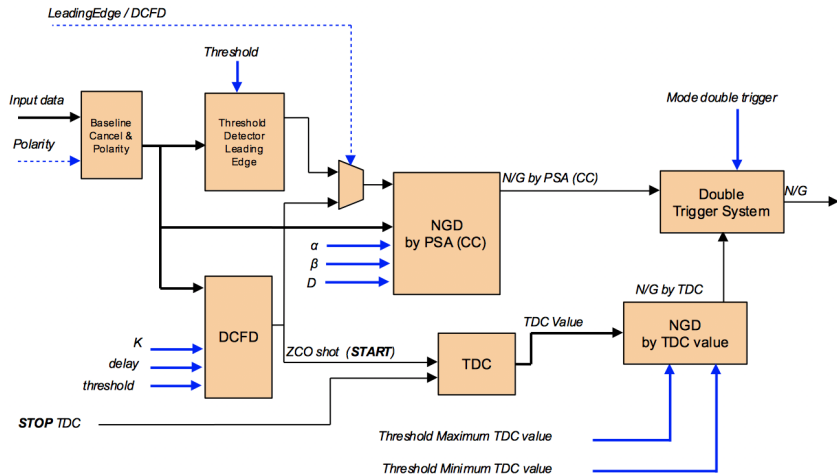 LeadingEdge / DCFD
Threshold
Input data
Polarity
Baseline
Cancel &
Polarity
Threshold
Detector
Leading
Edge
Mode double trigger
N/G by PSA (CC)
NGD
by PSA (CC)
α
β
D
Double
Trigger System
N/G
N/G by TDC
DCFD
K
delay
threshold
ZCO shot (START)
TDC Value
TDC
NGD
by TDC value
STOP TDC
Threshold Maximum TDC value
Threshold Minimum TDC value